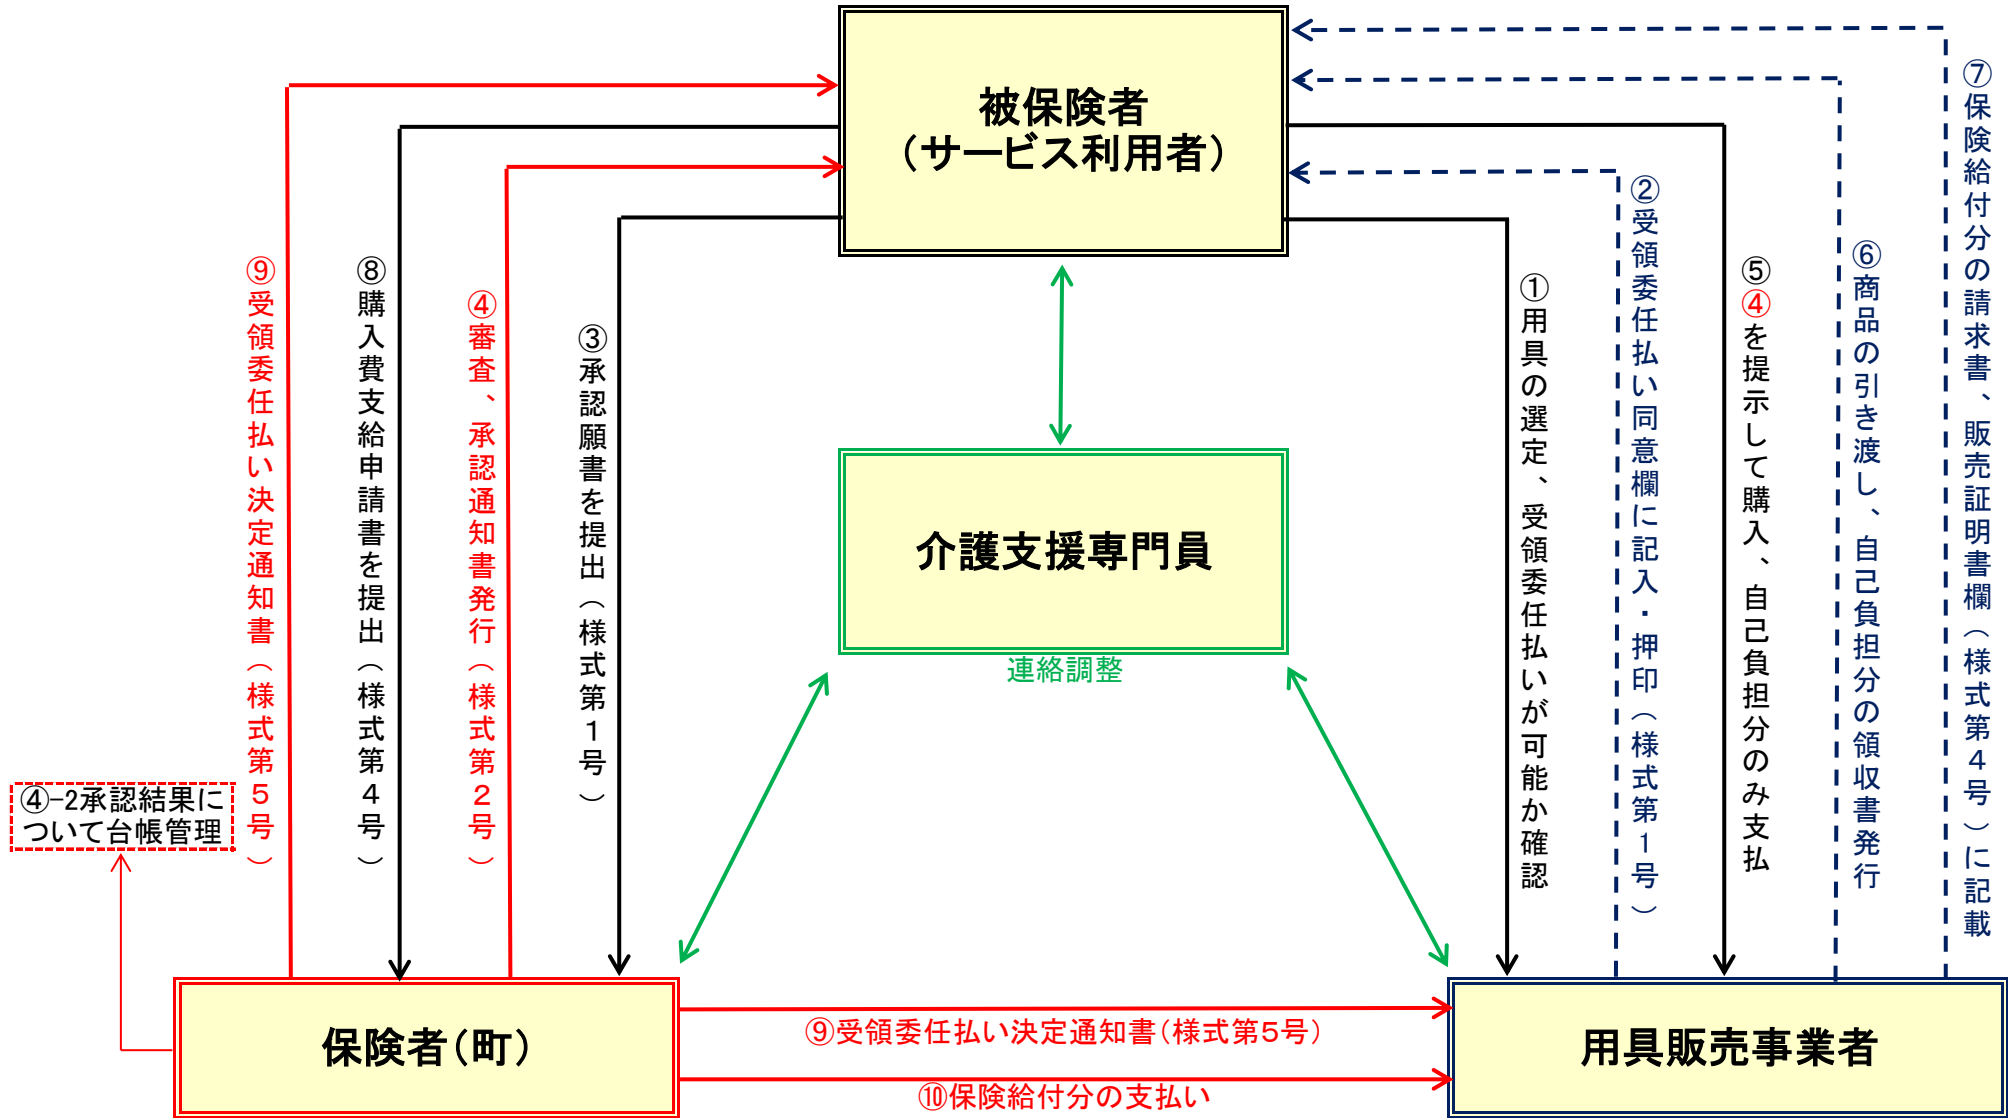 被保険者
（サービス利用者）
⑨受領委任払い決定通知書（様式第５号）
⑧購入費支給申請書を提出（様式第４号）
④審査、承認通知書発行（様式第２号）
③承認願書を提出（様式第１号）
①用具の選定、受領委任払いが可能か確認
②受領委任払い同意欄に記入・押印（様式第１号）
⑤④を提示して購入、自己負担分のみ支払
⑥商品の引き渡し、自己負担分の領収書発行
⑦保険給付分の請求書、販売証明書欄（様式第４号）に記載
介護支援専門員
連絡調整
④-2承認結果に
ついて台帳管理
保険者（町）
⑨受領委任払い決定通知書（様式第5号）
⑩保険給付分の支払い
用具販売事業者